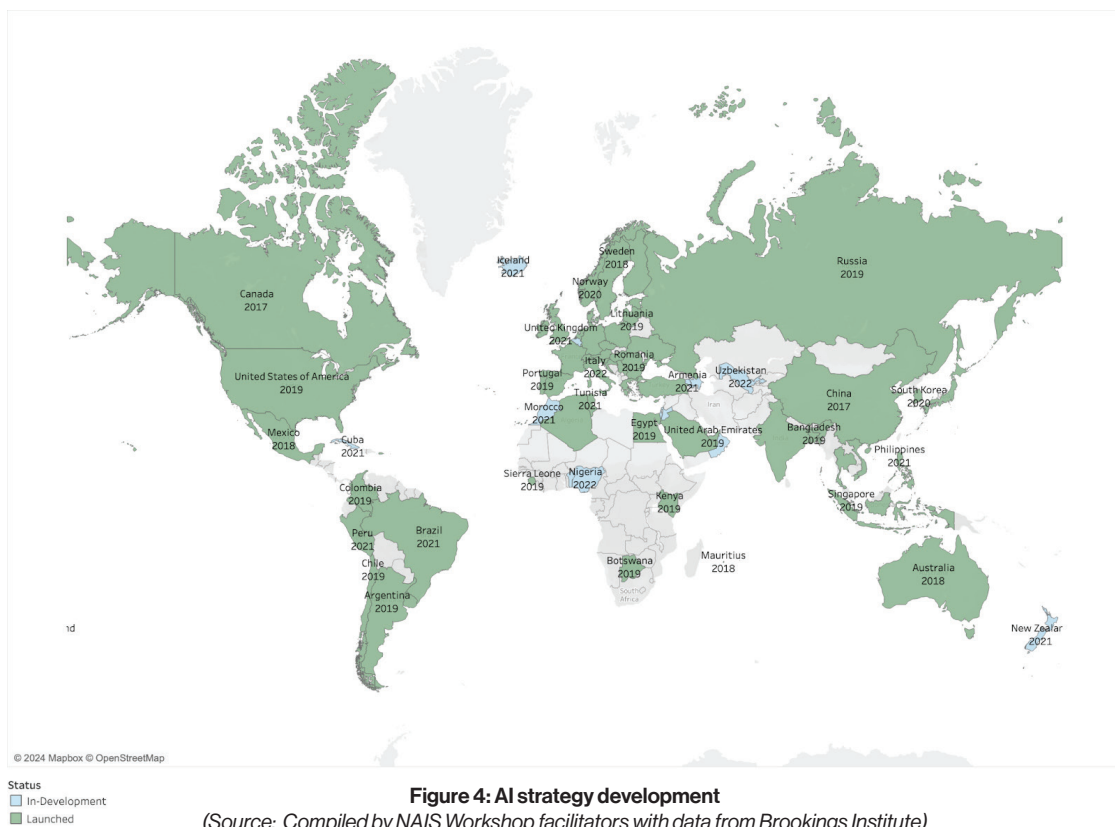 Iceland
2021
Sweden
2018
Norway
2020
Russia
2019
Canada
2017
Lithuania
2019
United Kingdom
2021
Romania
2019
Italy
2022
United States of America
2019
Portugal
2019
Armenia
2021
Uzbekistan
2022
Iran
China
2017
South Korea
2020
Tunisia
2021
Morocco
2021
Egypt
2019
United Arab Emirates
2019
Bangladesh
2019
Mexico
2018
Cuba
2021
Philippines
2021
Sierra Leone
2019
Nigeria
2022
Colombia
2019
Kenya
2019
Singapore
2019
Peru
2021
Brazil
2021
Chile
2019
Botswana
2019
Mauritius
2018
South
Africa
Argentina
2019
Australia
2018
nd
New Zealar
2021
© 2024 Mapbox © OpenStreetMap
Status
In-Development
Launched
Figure 4: AI strategy development
(Source: Compiled by NAIS Workshop facilitators with data from Brookings Institute)